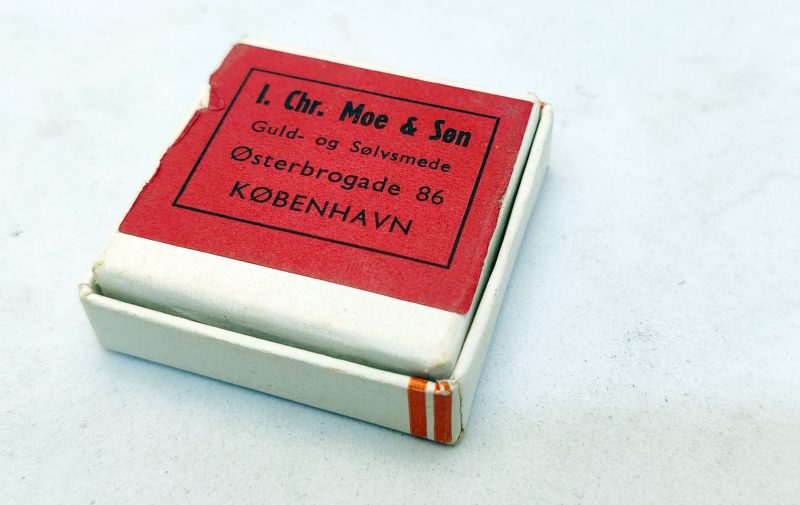 I. Chr. Moe & Søn
Guld- og Sølvsmede
Østerbrogade 86
KØBENHAVN